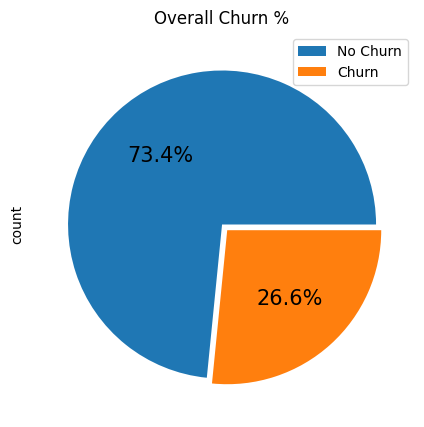 Overall Churn %
No Churn
Churn
73.4%
count
26.6%